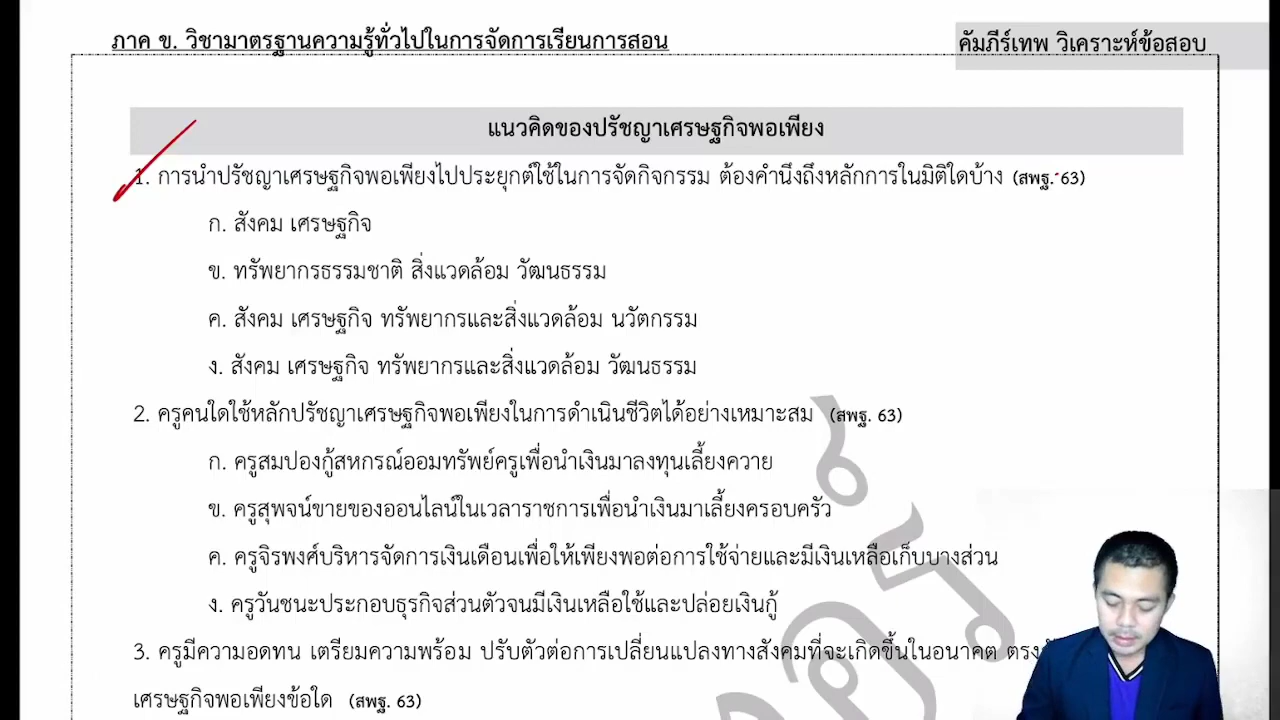 ภาค ข. วิชามาตรฐานความรู้ทั่วไปในการจัดการเรียนการสอน
คัมภีร์เทพ วิเคราะห์ข้อสอบ
แนวคิดของปรัชญาเศรษฐกิจพอเพียง
1. การนำปรัชญาเศรษฐกิจพอเพียงไปประยุกต์ใช้ในการจัดกิจกรรม ต้องคำนึงถึงหลักการในมิติใดบ้าง (สพฐ. 63)
ก. สังคม เศรษฐกิจ
ข. ทรัพยากรธรรมชาติ สิ่งแวดล้อม วัฒนธรรม
ค. สังคม เศรษฐกิจ ทรัพยากรและสิ่งแวดล้อม นวัตกรรม
ง. สังคม เศรษฐกิจ ทรัพยากรและสิ่งแวดล้อม วัฒนธรรม
2. ครูคนใดใช้หลักปรัชญาเศรษฐกิจพอเพียงในการดำเนินชีวิตได้อย่างเหมาะสม (สพฐ. 63)
ก. ครูสมปองกู้สหกรณ์ออมทรัพย์ครูเพื่อนำเงินมาลงทุนเลี้ยงควาย
ข. ครูสุพจน์ขายของออนไลน์ในเวลาราชการเพื่อนำเงินมาเลี้ยงครอบครัว
ค. ครูจิรพงศ์บริหารจัดการเงินเดือนเพื่อให้เพียงพอต่อการใช้จ่ายและมีเงินเหลือเก็บบางส่วน
ง. ครูวันชนะประกอบธุรกิจส่วนตัวจนมีเงินเหลือใช้และปล่อยเงินกู้
3. ครูมีความอดทน เตรียมความพร้อม ปรับตัวต่อการเปลี่ยนแปลงทางสังคมที่จะเกิดขึ้นในอนาคต
เศรษฐกิจพอเพียงข้อใด (สพฐ. 63)